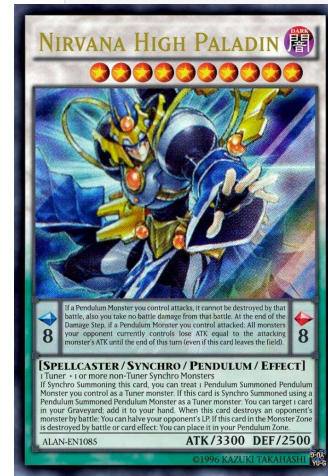 NIRVANA HIGH PALADIN
DARK
闇
If a Pendulum Monster you control attacks, it cannot be destroyed by that
battle, also you take no battle damage from that battle. At the end of the
Damage Step, if a Pendulum Monster you control attacked: All monsters
your opponent currently controls lose ATK equal to the attacking
monster's ATK until the end of this turn (even if this card leaves the field).
8
8
[SPELLCASTER/SYNCHRO/PENDULUM/EFFECT]
1 Tuner + 1 or more non-Tuner Synchro Monsters
If Synchro Summoning this card, you can treat 1 Pendulum Summoned Pendulum
Monster you control as a Tuner monster. If this card is Synchro Summoned using a
Pendulum Summoned Pendulum Monster as a Tuner monster: You can target 1 card
in your Graveyard; add it to your hand. When this card destroys an opponent's
monster by battle: You can halve your opponent's LP. If this card in the Monster Zone
is destroyed by battle or card effect: You can place it in your Pendulum Zone.
ALAN-EN1085
ATK/3300 DEF/2500
©1996 KAZUKI TAKAHASHI